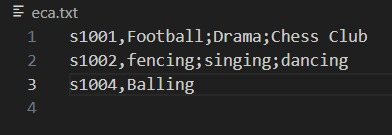 eca.txt
1 s1001,Football;Drama;Chess Club
2 s1002,fencing;singing;dancing
3 s1004,Balling
4